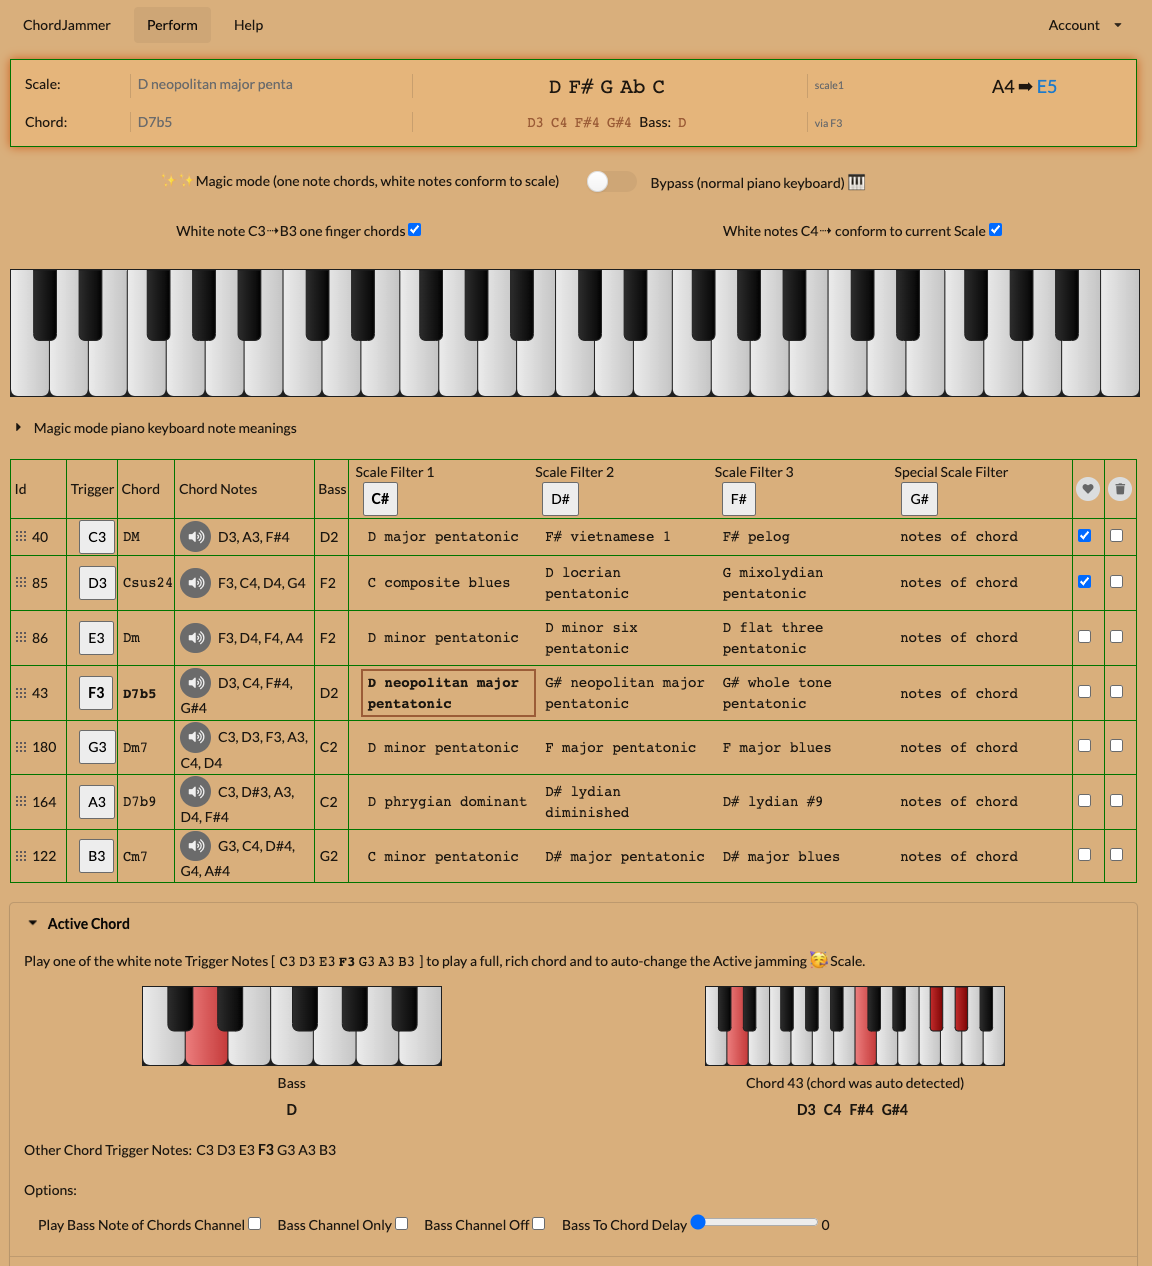 ChordJammer Perform Help Account
Scale: D neopolitan major penta D F# G Ab C scale1 A4 ➡ E5
Chord: D7b5 D3 C4 F#4 G#4 Bass: D via F3
✨✨Magic mode (one note chords, white notes conform to scale) Bypass (normal piano keyboard) 🎹
White note C3⇢B3 one finger chords White notes C4⇢ conform to current Scale
Magic mode piano keyboard note meanings
Scale Filter 1 Scale Filter 2 Scale Filter 3 Special Scale Filter
Id Trigger Chord Chord Notes Bass C# D# F# G#
40 C3 DM D3, A3, F#4 D2 D major pentatonic F# vietnamese 1 F# pelog notes of chord
85 D3 Csus24 F3, C4, D4, G4 F2 C composite blues D locrian pentatonic G mixolydian pentatonic notes of chord
86 E3 Dm F3, D4, F4, A4 F2 D minor pentatonic D minor six pentatonic D flat three pentatonic notes of chord
43 F3 D7b5 D3, C4, F#4, G#4 D2 D neopolitan major pentatonic G# neopolitan major pentatonic G# whole tone pentatonic notes of chord
180 G3 Dm7 C3, D3, F3, A3, C4, D4 C2 D minor pentatonic F major pentatonic F major blues notes of chord
164 A3 D7b9 C3, D#3, A3, D4, F#4 C2 D phrygian dominant D# lydian diminished D# lydian #9 notes of chord
122 B3 Cm7 G3, C4, D#4, G4, A#4 G2 C minor pentatonic D# major pentatonic D# major blues notes of chord
Active Chord
Play one of the white note Trigger Notes [ C3 D3 E3 F3 G3 A3 B3 ] to play a full, rich chord and to auto-change the Active jamming 🥳 Scale.
Bass Chord 43 (chord was auto detected)
D D3 C4 F#4 G#4
Other Chord Trigger Notes: C3 D3 E3 F3 G3 A3 B3
Options:
Play Bass Note of Chords Channel Bass Channel Only Bass Channel Off Bass To Chord Delay 0